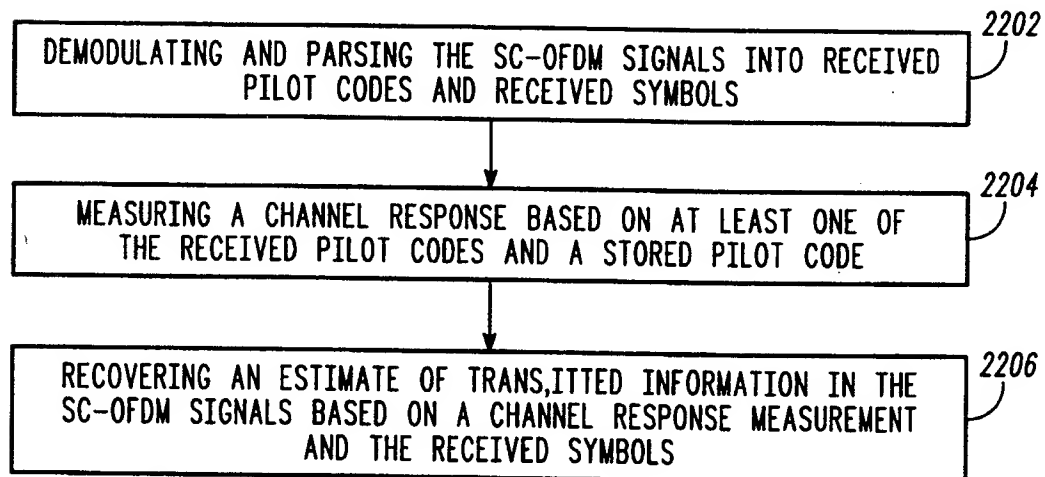 2202
DEMODULATING AND PARSING THE SC-OFDM SIGNALS INTO RECEIVED
PILOT CODES AND RECEIVED SYMBOLS
2204
MEASURING A CHANNEL RESPONSE BASED ON AT LEAST ONE OF
THE RECEIVED PILOT CODES AND A STORED PILOT CODE
2206
RECOVERING AN ESTIMATE OF TRANS,ITTED INFORMATION IN THE
SC-OFDM SIGNALS BASED ON A CHANNEL RESPONSE MEASUREMENT
AND THE RECEIVED SYMBOLS